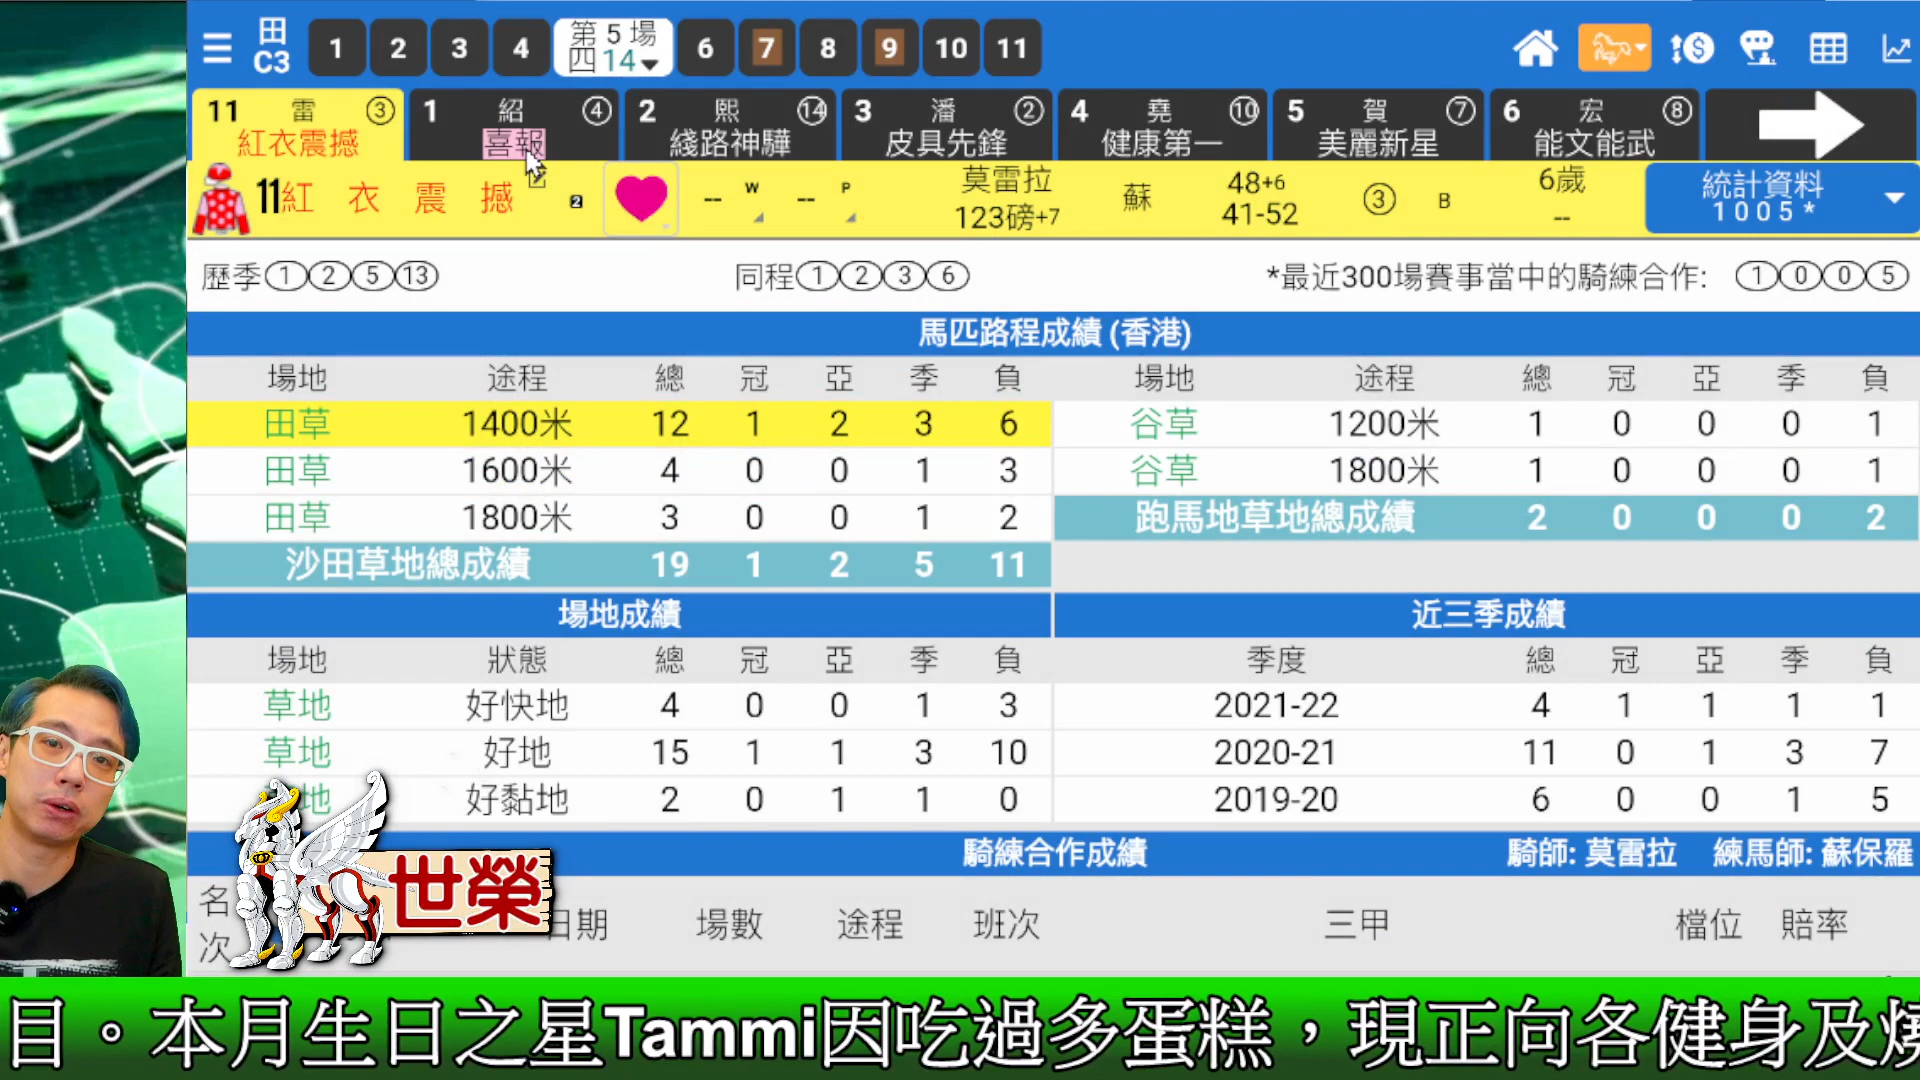 田 C3 1 2 3 4 第5場 四14 6 7 8 9 10 11
11 雷 ③ 紅衣震撼
1 紹 ④ 喜報
2 熙 ⑭ 綫路神驊
3 潘 ② 皮具先鋒
4 堯 ⑩ 健康第一
5 賀 ⑦ 美麗新星
6 宏 ⑧ 能文能武
11 紅衣震撼 2 -- W -- P 莫雷拉 123磅+7 蘇 48+6 41-52 ③ B 6歲 -- 統計資料 1005*
歷季①②⑤⑬ 同程①②③⑥ *最近300場賽事當中的騎練合作: ①⓪⓪⑤
馬匹路程成績 (香港)
場地 途程 總 冠 亞 季 負 場地 途程 總 冠 亞 季 負
田草 1400米 12 1 2 3 6 谷草 1200米 1 0 0 0 1
田草 1600米 4 0 0 1 3 谷草 1800米 1 0 0 0 1
田草 1800米 3 0 0 1 2 跑馬地草地總成績 2 0 0 0 2
沙田草地總成績 19 1 2 5 11
場地成績 近三季成績
場地 狀態 總 冠 亞 季 負 季度 總 冠 亞 季 負
草地 好快地 4 0 0 1 3 2021-22 4 1 1 1 1
草地 好地 15 1 1 3 10 2020-21 11 0 1 3 7
地 好黏地 2 0 1 1 0 2019-20 6 0 0 1 5
騎練合作成績 騎師: 莫雷拉 練馬師: 蘇保羅
名次 日期 場數 途程 班次 三甲 檔位 賠率
世榮
目。本月生日之星Tammi因吃過多蛋糕，現正向各健身及